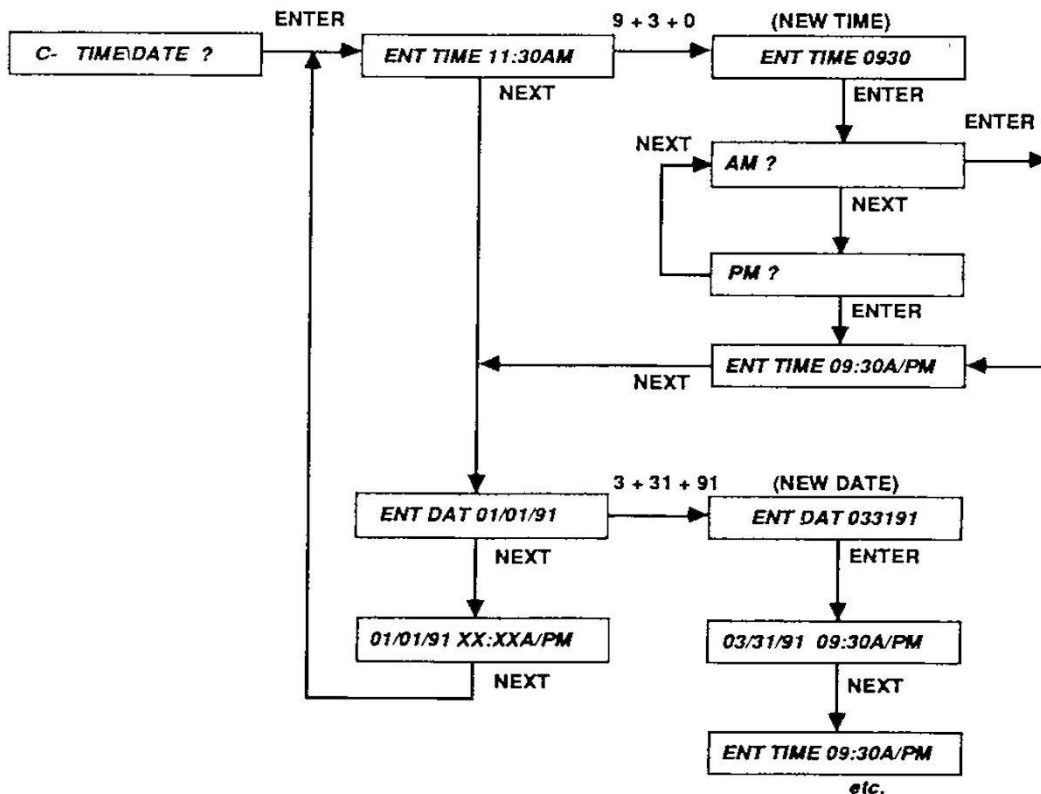 ENTER
9 + 3 + 0
(NEW TIME)
C- TIME\DATE ?
ENT TIME 11:30AM
ENT TIME 0930
NEXT
ENTER
ENTER
NEXT
AM ?
NEXT
PM ?
ENTER
ENT TIME 09:30A/PM
NEXT
3 + 31 + 91
(NEW DATE)
ENT DAT 01/01/91
ENT DAT 033191
NEXT
ENTER
01/01/91 XX:XXA/PM
03/31/91 09:30A/PM
NEXT
NEXT
ENT TIME 09:30A/PM
etc.